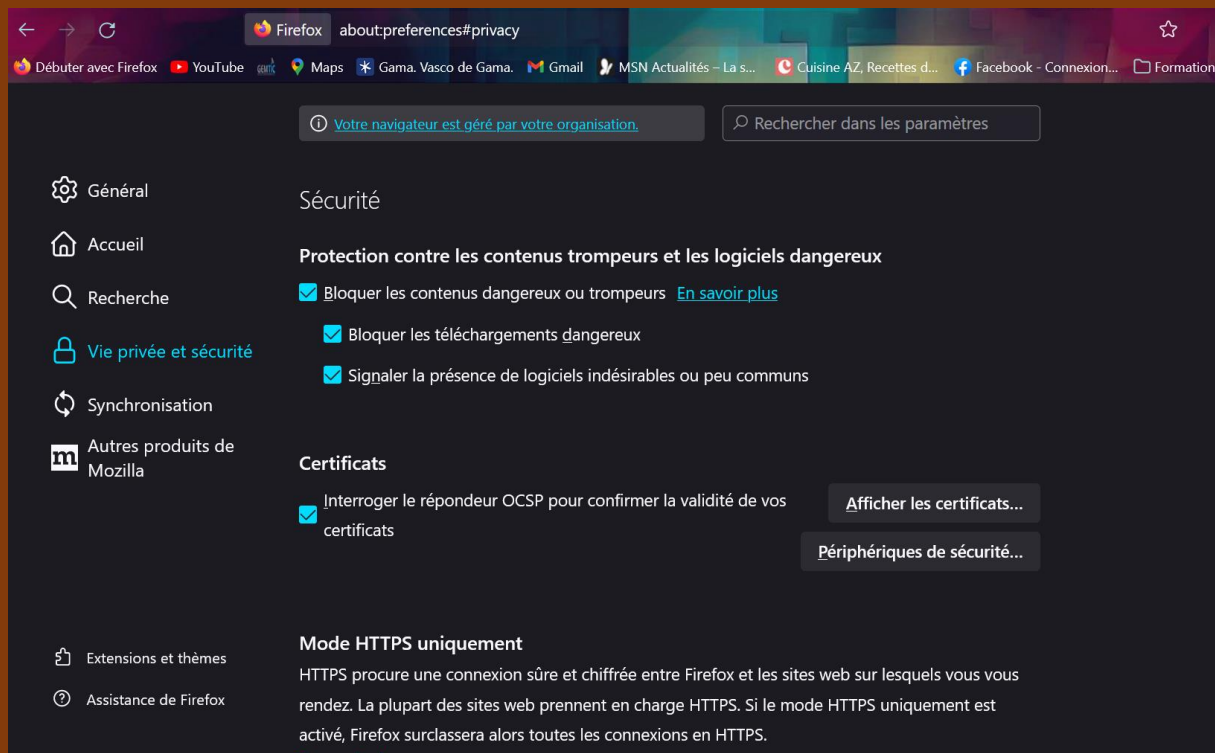 Firefox about:preferences#privacy
Débuter avec Firefox YouTube Maps Gama. Vasco de Gama. Gmail MSN Actualités – La s... Cuisine AZ, Recettes d... Facebook - Connexion... Formation
Votre navigateur est géré par votre organisation.
Rechercher dans les paramètres
Général
Accueil
Recherche
Vie privée et sécurité
Synchronisation
Autres produits de
Mozilla
Extensions et thèmes
Assistance de Firefox
Sécurité
Protection contre les contenus trompeurs et les logiciels dangereux
Bloquer les contenus dangereux ou trompeurs En savoir plus
Bloquer les téléchargements dangereux
Signaler la présence de logiciels indésirables ou peu communs
Certificats
Interroger le répondeur OCSP pour confirmer la validité de vos
certificats
Afficher les certificats...
Périphériques de sécurité...
Mode HTTPS uniquement
HTTPS procure une connexion sûre et chiffrée entre Firefox et les sites web sur lesquels vous vous
rendez. La plupart des sites web prennent en charge HTTPS. Si le mode HTTPS uniquement est
activé, Firefox surclassera alors toutes les connexions en HTTPS.